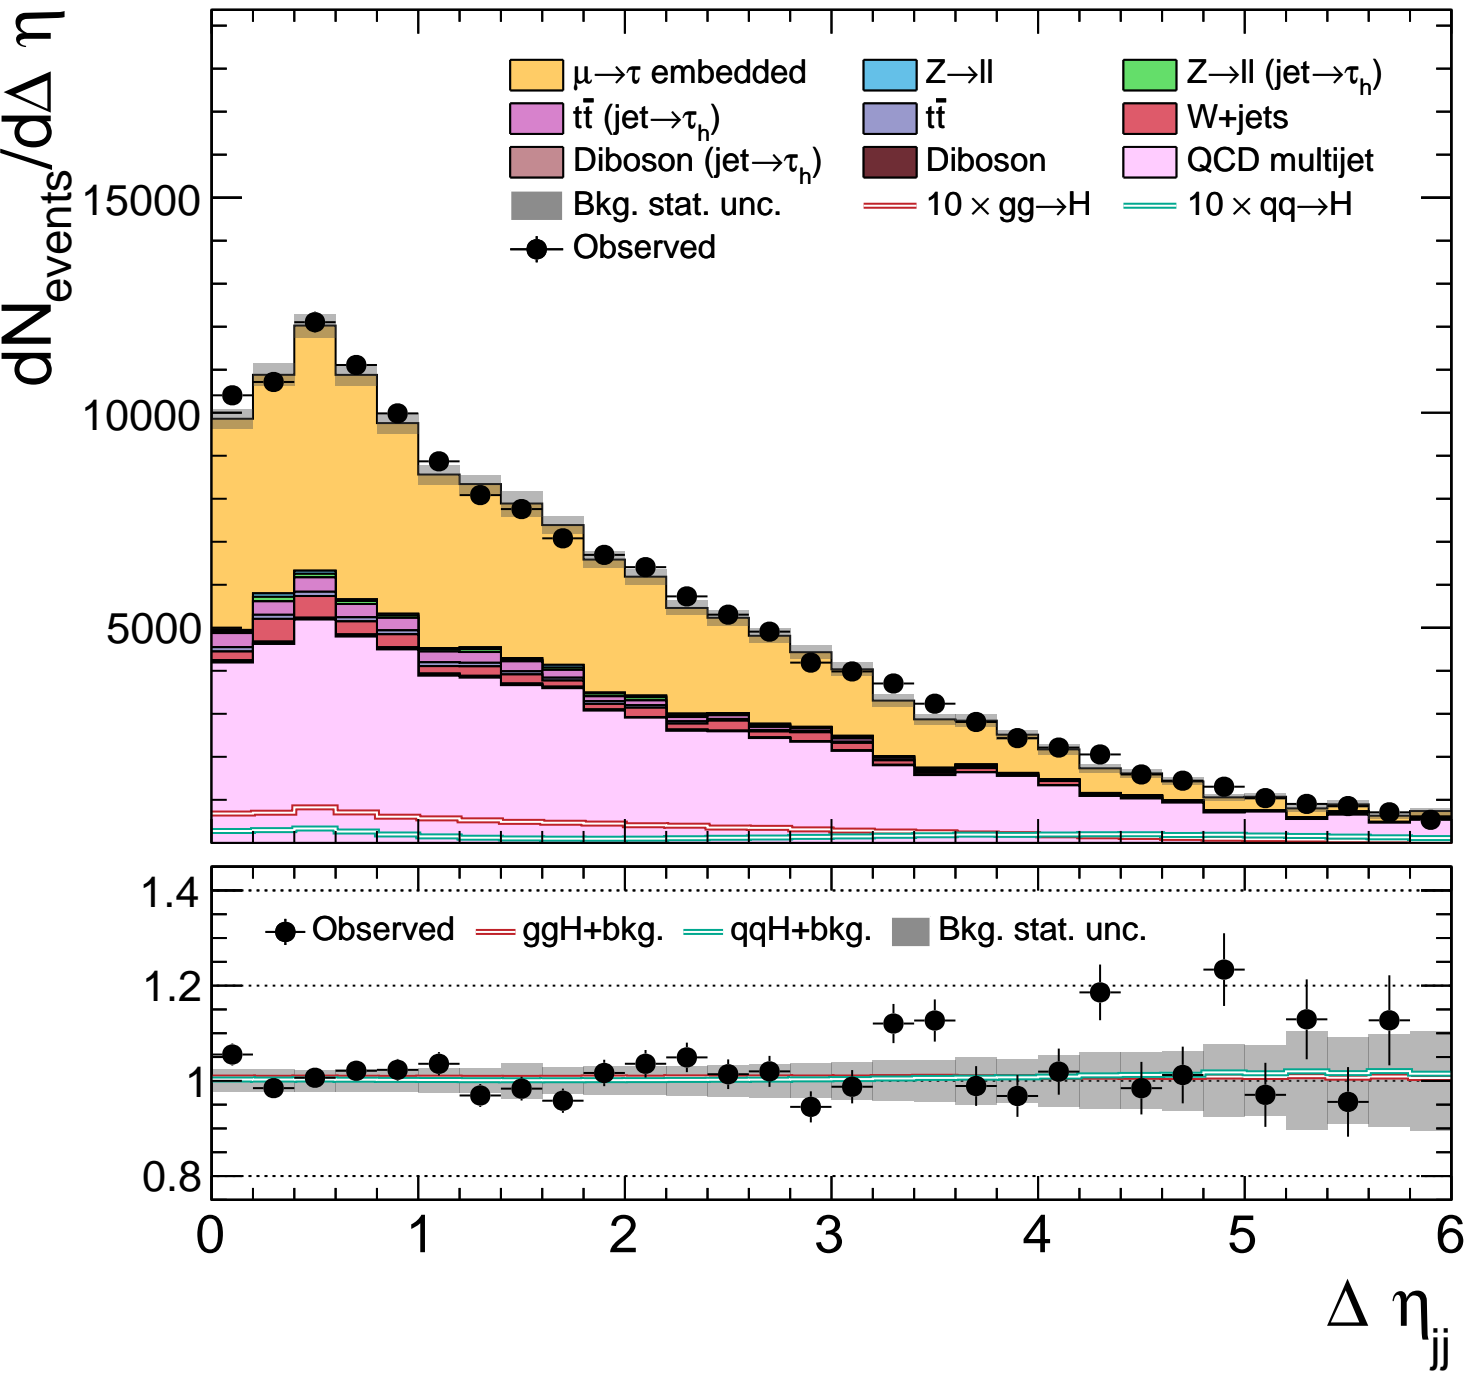 dN_events/dΔ η
μ→τ embedded Z→ll Z→ll (jet→τ_h)
tt̄ (jet→τ_h) tt̄ W+jets
Diboson (jet→τ_h) Diboson QCD multijet
Bkg. stat. unc. 10 × gg→H 10 × qq→H
Observed
15000
10000
5000
1.4
Observed ggH+bkg. qqH+bkg. Bkg. stat. unc.
1.2
1
0.8
0 1 2 3 4 5 6
Δ η_jj